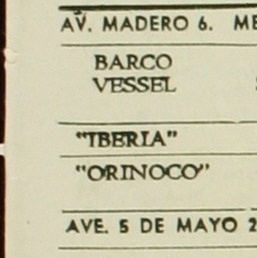 AV. MADERO 6. ME
BARCO
VESSEL
"IBERIA"
"ORINOCO"
AVE. 5 DE MAYO 2